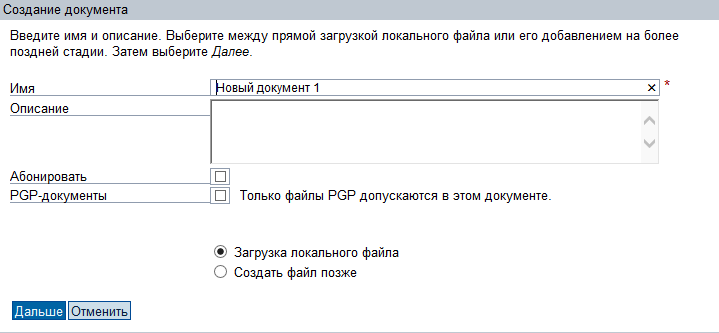 Создание документа
Введите имя и описание. Выберите между прямой загрузкой локального файла или его добавлением на более
поздней стадии. Затем выберите Далее.
Имя Новый документ 1 ✕ *
Описание
Абонировать
PGP-документы Только файлы PGP допускаются в этом документе.
Загрузка локального файла
Создать файл позже
Дальше Отменить